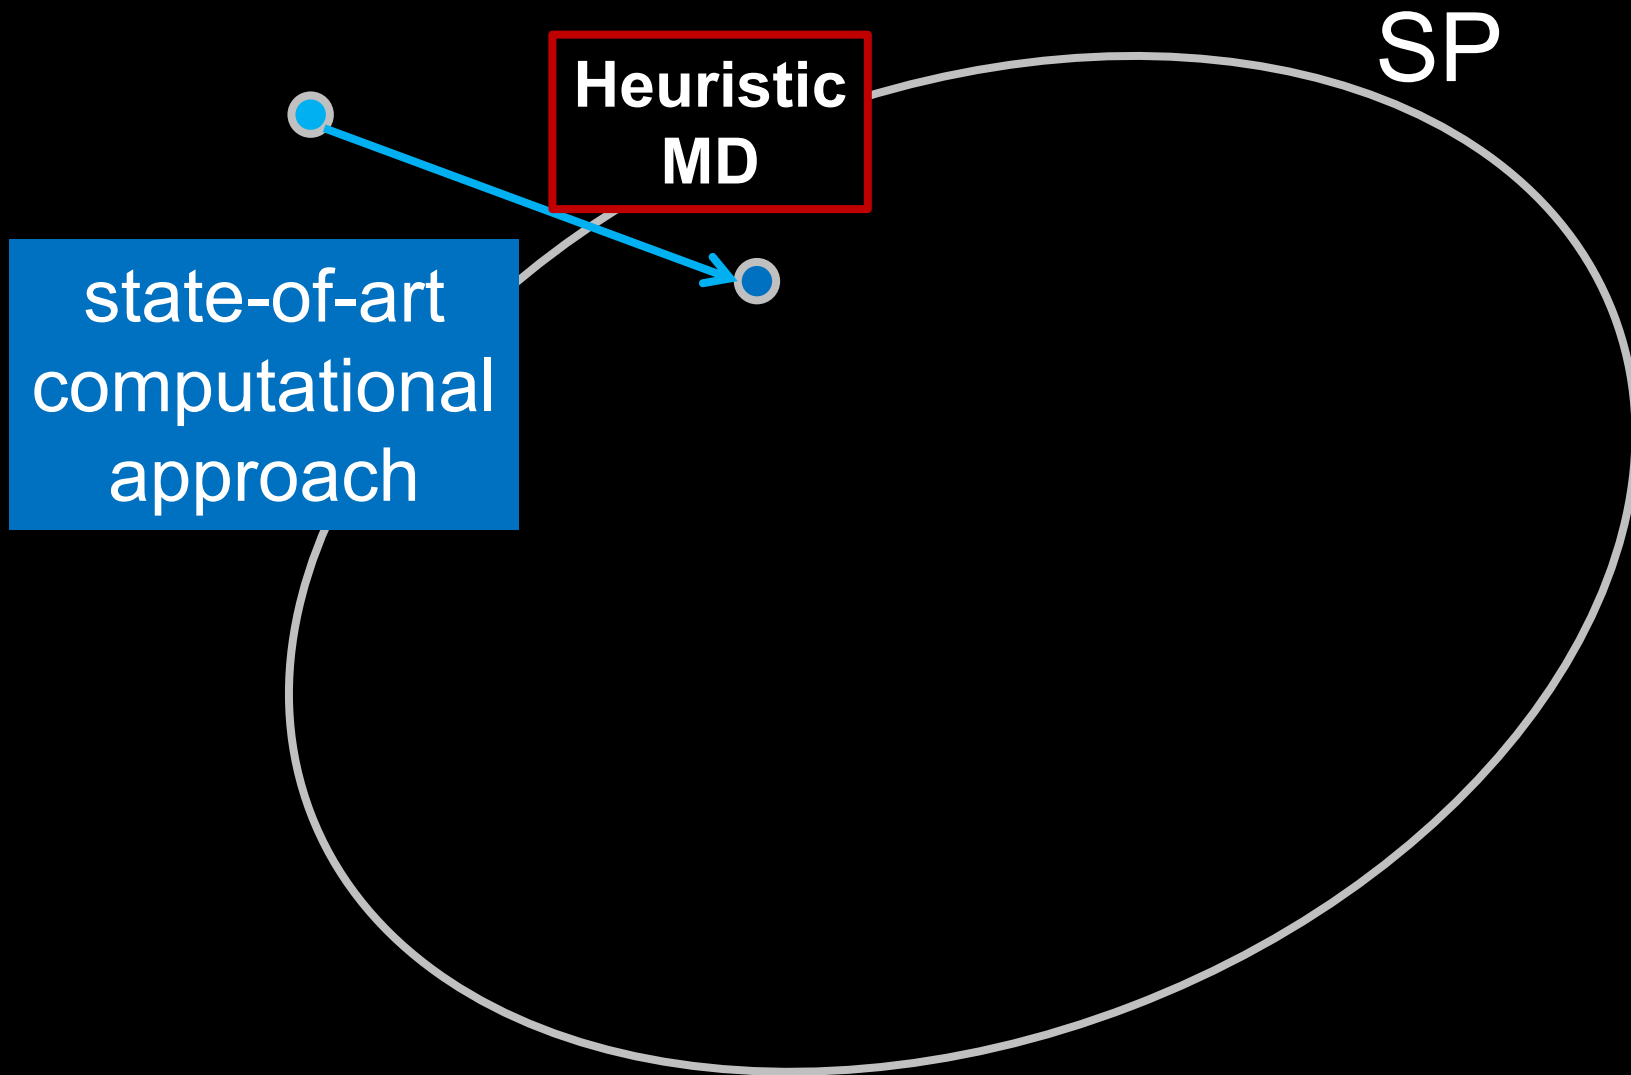 SP
Heuristic
MD
state-of-art
computational
approach